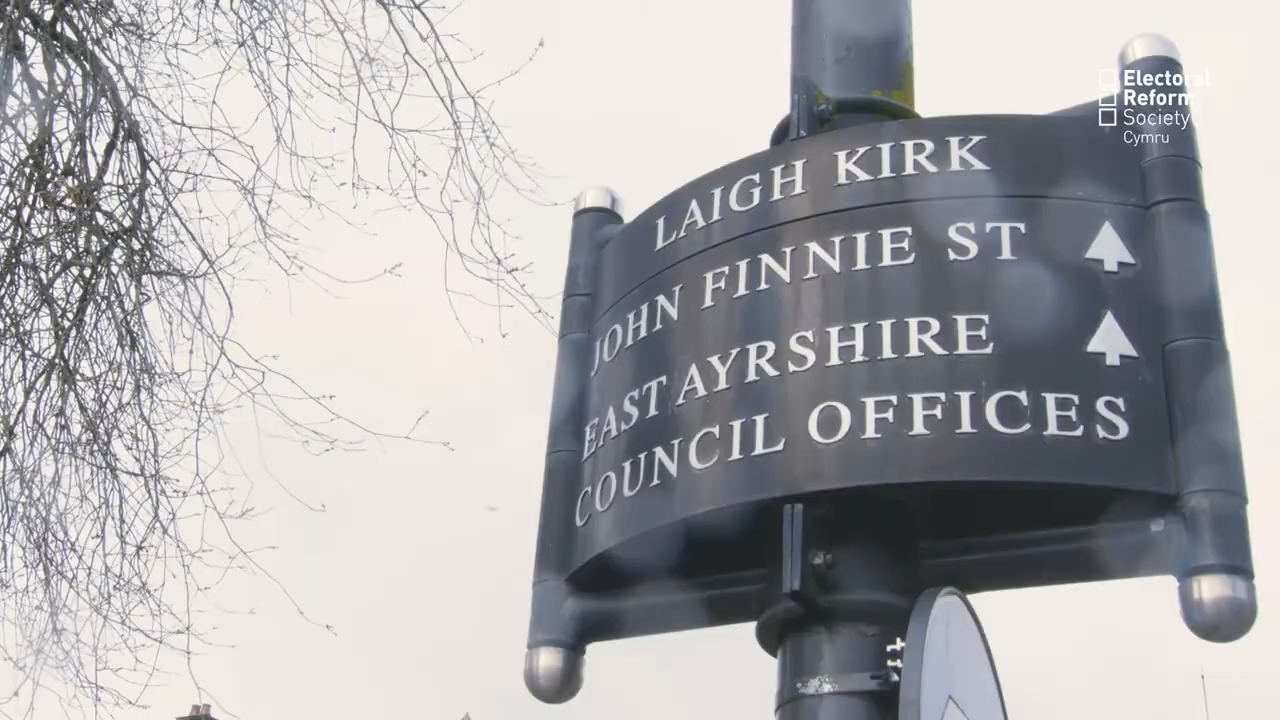 Electoral
Reform
Society
Cymru
LAIGH KIRK
JOHN FINNIE ST
EAST AYRSHIRE
COUNCIL OFFICES